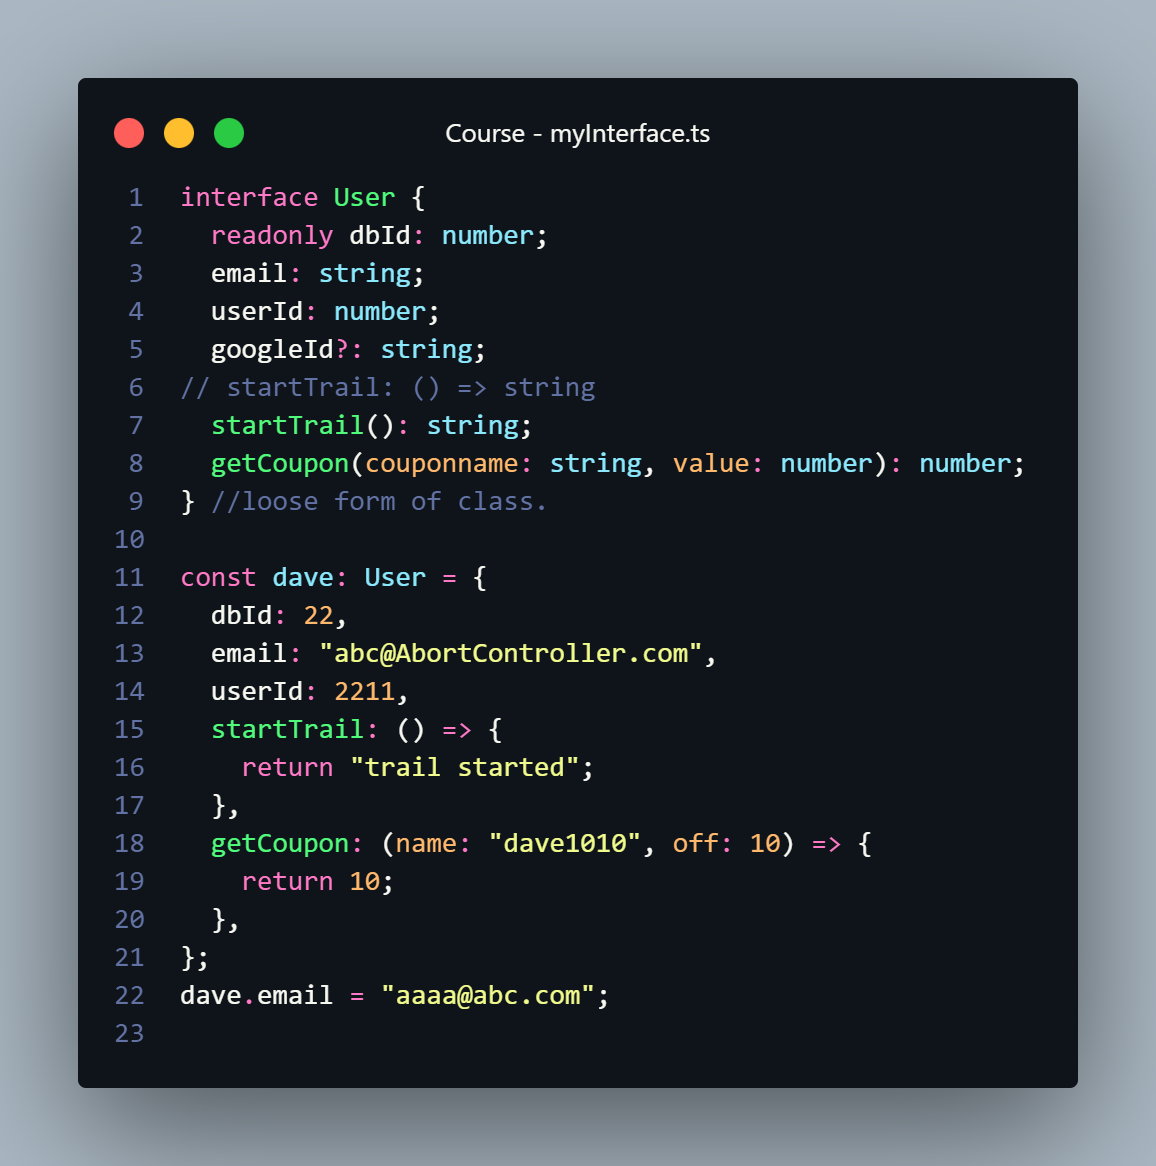 Course - myInterface.ts
1 interface User {
2   readonly dbId: number;
3   email: string;
4   userId: number;
5   googleId?: string;
6 // startTrail: () => string
7   startTrail(): string;
8   getCoupon(couponname: string, value: number): number;
9 } //loose form of class.
10
11 const dave: User = {
12   dbId: 22,
13   email: "abc@AbortController.com",
14   userId: 2211,
15   startTrail: () => {
16     return "trail started";
17   },
18   getCoupon: (name: "dave1010", off: 10) => {
19     return 10;
20   },
21 };
22 dave.email = "aaaa@abc.com";
23